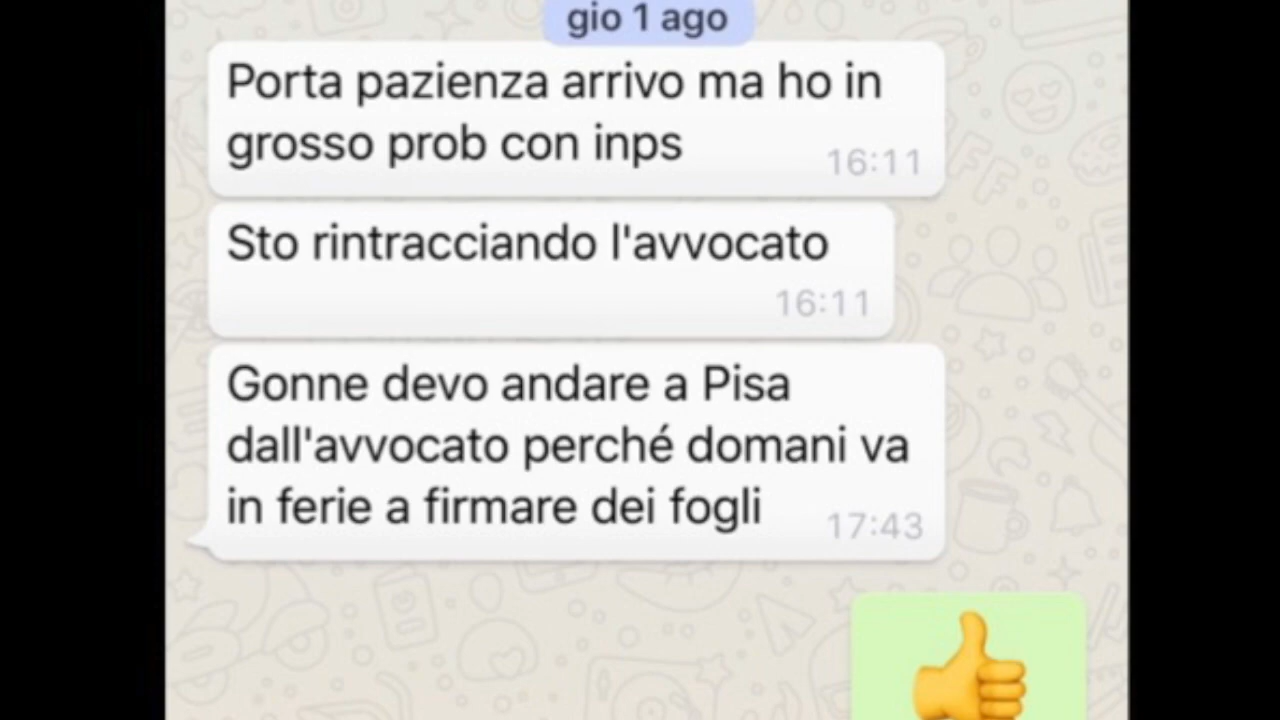 gio 1 ago
Porta pazienza arrivo ma ho in
grosso prob con inps
16:11
Sto rintracciando l'avvocato
16:11
Gonne devo andare a Pisa
dall'avvocato perché domani va
in ferie a firmare dei fogli
17:43